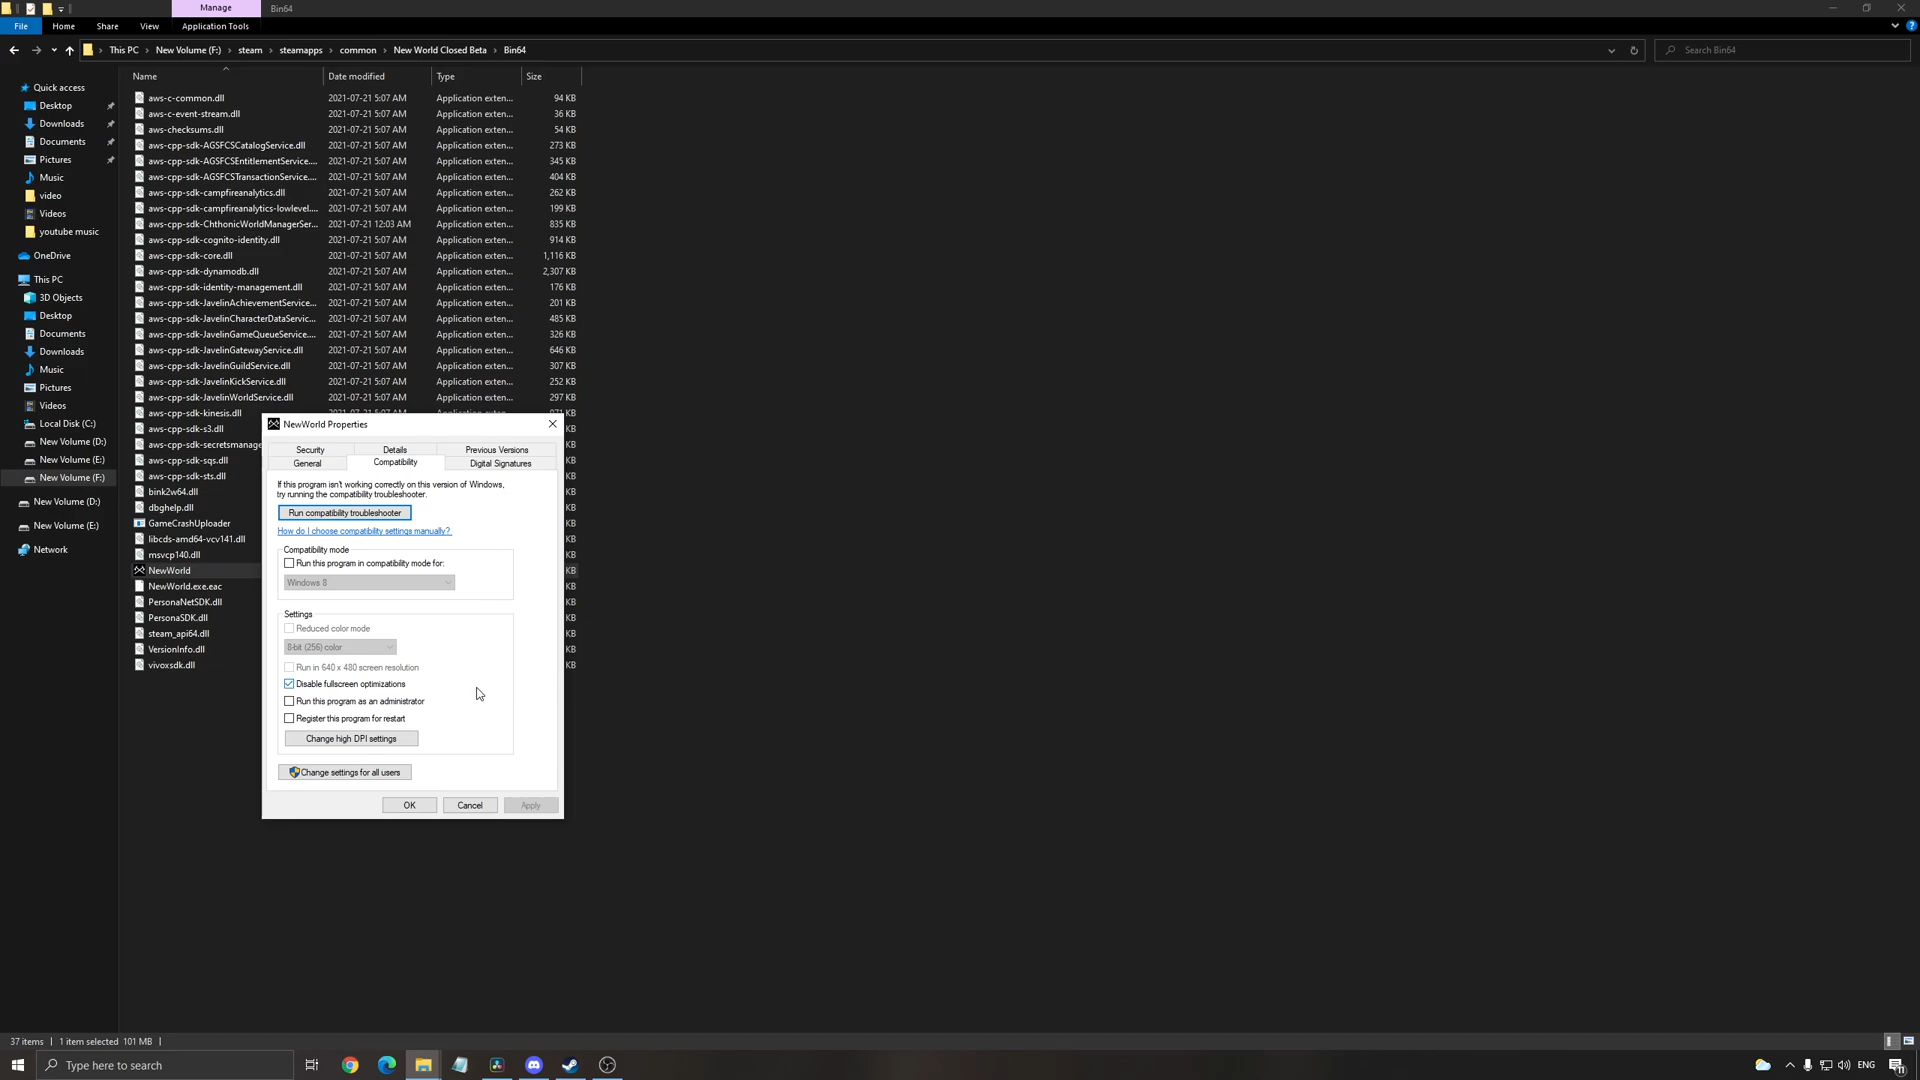 Manage
Bin64
File
Home
Share
View
Application Tools
This PC
New Volume (F:)
steam
steamapps
common
New World Closed Beta
Bin64
Search Bin64
Name
Date modified
Type
Size
Quick access
Desktop
Downloads
Documents
Pictures
Music
video
Videos
youtube music
OneDrive
This PC
3D Objects
Desktop
Documents
Downloads
Music
Pictures
Videos
Local Disk (C:)
New Volume (D:)
New Volume (E:)
New Volume (F:)
New Volume (D:)
New Volume (E:)
Network
aws-c-common.dll 2021-07-21 5:07 AM Application exten... 94 KB
aws-c-event-stream.dll 2021-07-21 5:07 AM Application exten... 36 KB
aws-checksums.dll 2021-07-21 5:07 AM Application exten... 54 KB
aws-cpp-sdk-AGSFCSCatalogService.dll 2021-07-21 5:07 AM Application exten... 273 KB
aws-cpp-sdk-AGSFCSEntitlementService.... 2021-07-21 5:07 AM Application exten... 345 KB
aws-cpp-sdk-AGSFCSTransactionService.... 2021-07-21 5:07 AM Application exten... 404 KB
aws-cpp-sdk-campfireanalytics.dll 2021-07-21 5:07 AM Application exten... 262 KB
aws-cpp-sdk-campfireanalytics-lowlevel.... 2021-07-21 5:07 AM Application exten... 199 KB
aws-cpp-sdk-ChthonicWorldManagerSer... 2021-07-21 12:03 AM Application exten... 835 KB
aws-cpp-sdk-cognito-identity.dll 2021-07-21 5:07 AM Application exten... 914 KB
aws-cpp-sdk-core.dll 2021-07-21 5:07 AM Application exten... 1,116 KB
aws-cpp-sdk-dynamodb.dll 2021-07-21 5:07 AM Application exten... 2,307 KB
aws-cpp-sdk-identity-management.dll 2021-07-21 5:07 AM Application exten... 176 KB
aws-cpp-sdk-JavelinAchievementService... 2021-07-21 5:07 AM Application exten... 201 KB
aws-cpp-sdk-JavelinCharacterDataServic... 2021-07-21 5:07 AM Application exten... 485 KB
aws-cpp-sdk-JavelinGameQueueService.... 2021-07-21 5:07 AM Application exten... 326 KB
aws-cpp-sdk-JavelinGatewayService.dll 2021-07-21 5:07 AM Application exten... 646 KB
aws-cpp-sdk-JavelinGuildService.dll 2021-07-21 5:07 AM Application exten... 307 KB
aws-cpp-sdk-JavelinKickService.dll 2021-07-21 5:07 AM Application exten... 252 KB
aws-cpp-sdk-JavelinWorldService.dll 2021-07-21 5:07 AM Application exten... 297 KB
aws-cpp-sdk-kinesis.dll
aws-cpp-sdk-s3.dll KB
aws-cpp-sdk-secretsmanage KB
aws-cpp-sdk-sqs.dll KB
aws-cpp-sdk-sts.dll KB
bink2w64.dll KB
dbghelp.dll KB
GameCrashUploader KB
libcds-amd64-vcv141.dll KB
msvcp140.dll KB
NewWorld KB
NewWorld.exe.eac KB
PersonaNetSDK.dll KB
PersonaSDK.dll KB
steam_api64.dll KB
VersionInfo.dll KB
vivoxsdk.dll KB
NewWorld Properties
Security
Details
Previous Versions
General
Compatibility
Digital Signatures
If this program isn't working correctly on this version of Windows,
try running the compatibility troubleshooter.
Run compatibility troubleshooter
How do I choose compatibility settings manually?
Compatibility mode
Run this program in compatibility mode for:
Windows 8
Settings
Reduced color mode
8-bit (256) color
Run in 640 x 480 screen resolution
Disable fullscreen optimizations
Run this program as an administrator
Register this program for restart
Change high DPI settings
Change settings for all users
OK
Cancel
Apply
37 items
1 item selected 101 MB
Type here to search
ENG